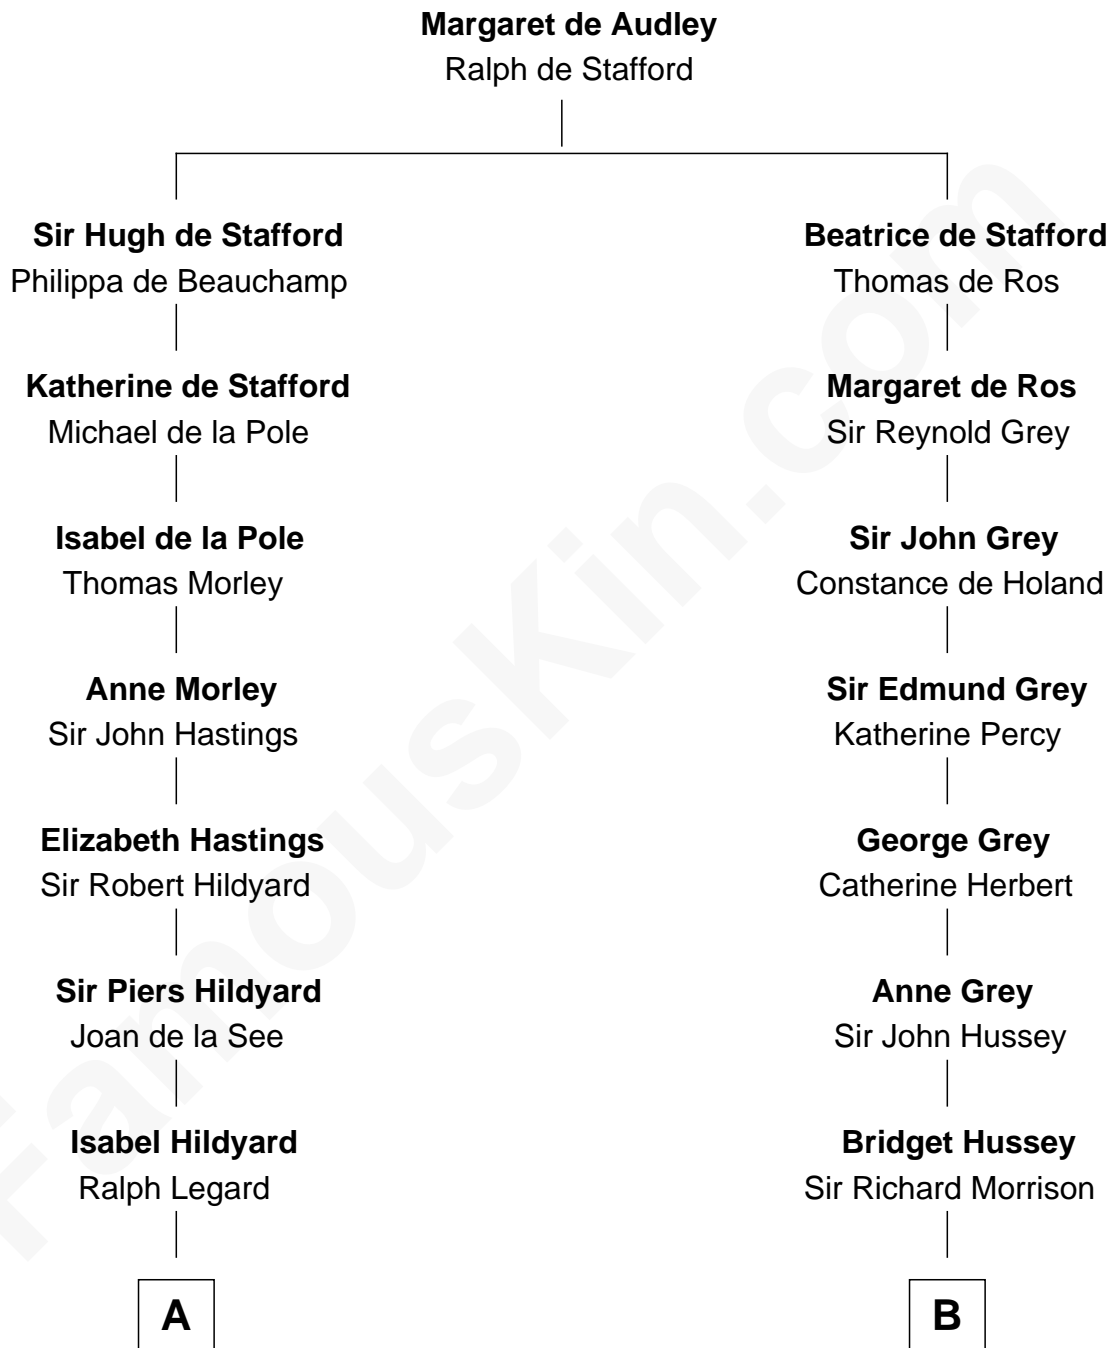 Margaret de Audley
Ralph de Stafford
Sir Hugh de Stafford
Philippa de Beauchamp
Beatrice de Stafford
Thomas de Ros
Katherine de Stafford
Michael de la Pole
Margaret de Ros
Sir Reynold Grey
Isabel de la Pole
Thomas Morley
Sir John Grey
Constance de Holand
Anne Morley
Sir John Hastings
Sir Edmund Grey
Katherine Percy
Elizabeth Hastings
Sir Robert Hildyard
George Grey
Catherine Herbert
Sir Piers Hildyard
Joan de la See
Anne Grey
Sir John Hussey
Isabel Hildyard
Ralph Legard
Bridget Hussey
Sir Richard Morrison
A
B
FamousKin.com